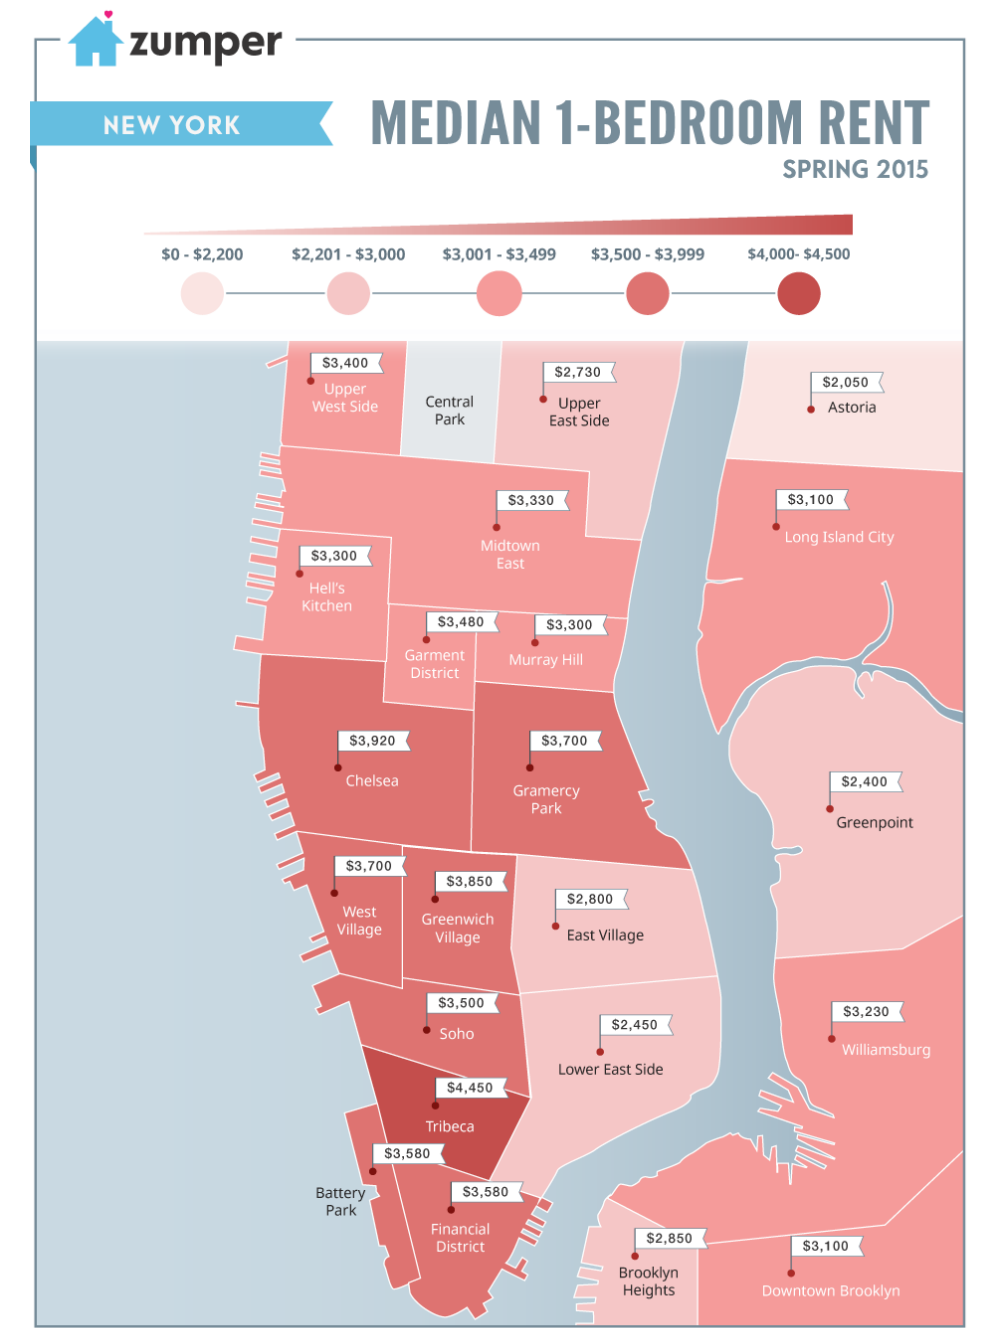 zumper
NEW YORK
MEDIAN 1-BEDROOM RENT
SPRING 2015
$0 - $2,200
$2,201 - $3,000
$3,001 - $3,499
$3,500 - $3,999
$4,000- $4,500
$3,400
Upper
West Side
Central
Park
$2,730
Upper
East Side
$2,050
Astoria
$3,330
Midtown
East
$3,100
Long Island City
$3,300
Hell's
Kitchen
$3,480
Garment
District
$3,300
Murray Hill
$3,920
Chelsea
$3,700
Gramercy
Park
$2,400
Greenpoint
$3,700
West
Village
$3,850
Greenwich
Village
$2,800
East Village
$3,500
Soho
$2,450
Lower East Side
$3,230
Williamsburg
$4,450
Tribeca
$3,580
Battery
Park
$3,580
Financial
District
$2,850
Brooklyn
Heights
$3,100
Downtown Brooklyn